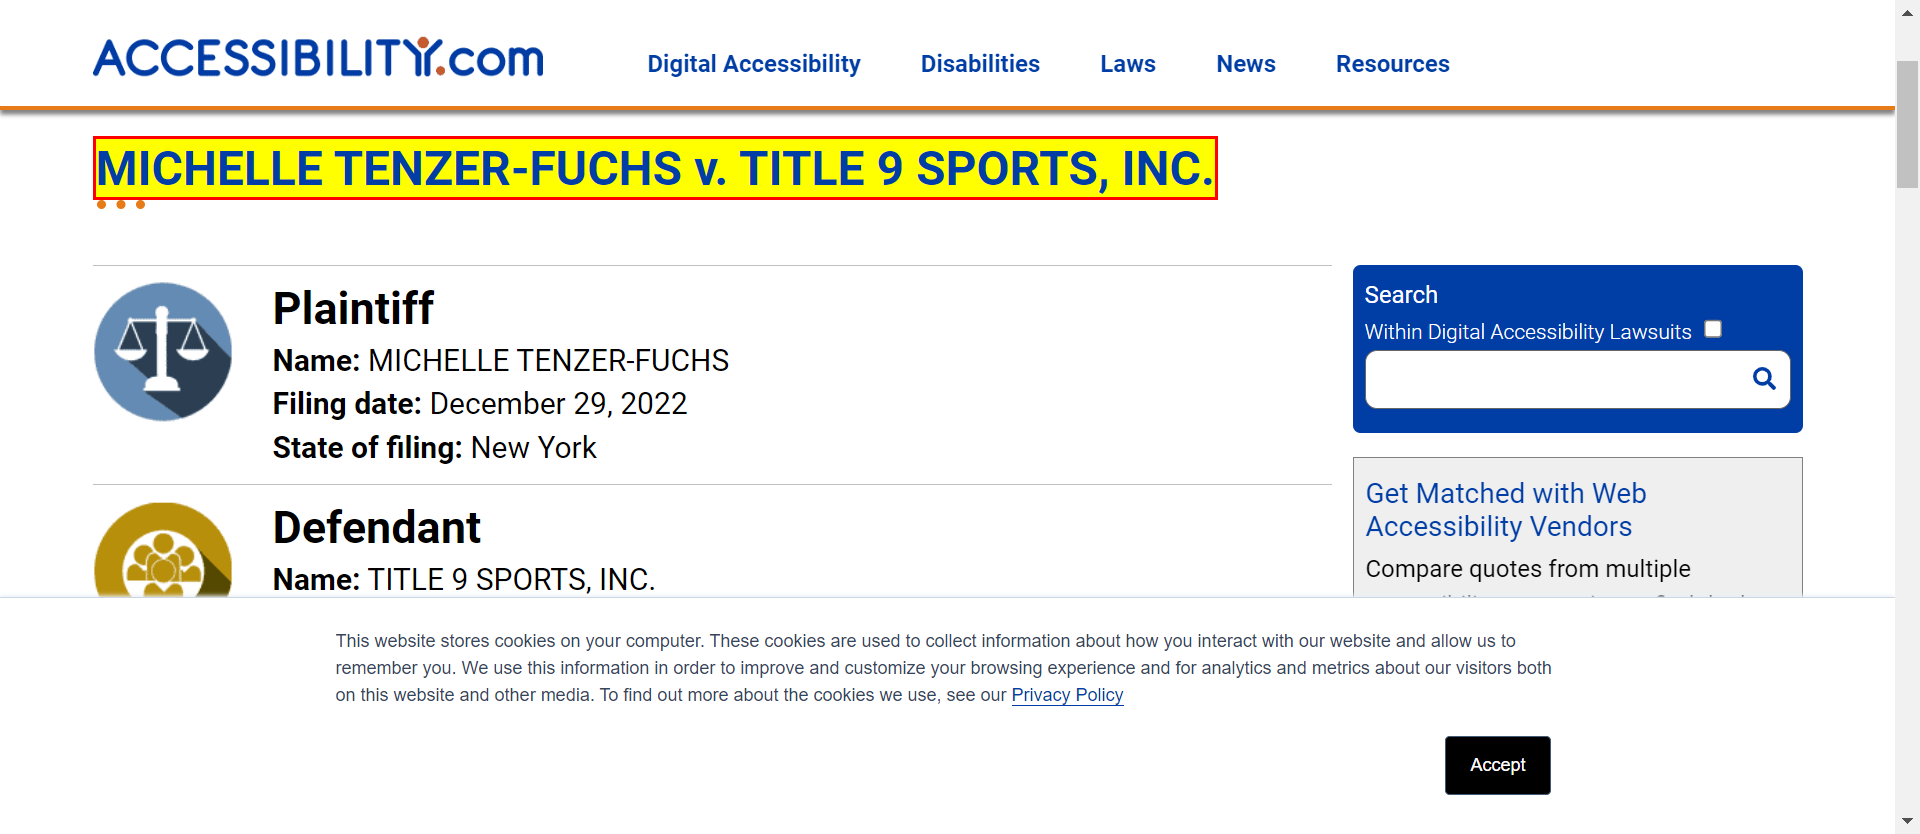 ACCESSIBILITY.com
Digital Accessibility
Disabilities
Laws
News
Resources
MICHELLE TENZER-FUCHS v. TITLE 9 SPORTS, INC.
Plaintiff
Name: MICHELLE TENZER-FUCHS
Filing date: December 29, 2022
State of filing: New York
Defendant
Name: TITLE 9 SPORTS, INC.
Search
Within Digital Accessibility Lawsuits
Get Matched with Web
Accessibility Vendors
Compare quotes from multiple
This website stores cookies on your computer. These cookies are used to collect information about how you interact with our website and allow us to
remember you. We use this information in order to improve and customize your browsing experience and for analytics and metrics about our visitors both
on this website and other media. To find out more about the cookies we use, see our Privacy Policy
Accept